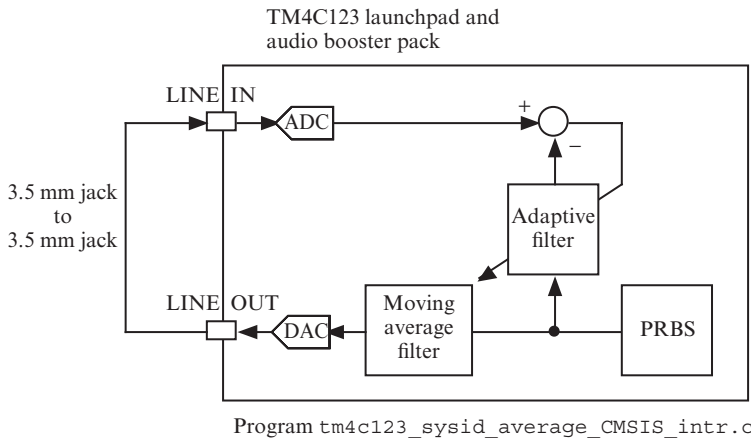 TM4C123 launchpad and
audio booster pack
LINE IN
ADC
+
−
3.5 mm jack
to
3.5 mm jack
Adaptive
filter
LINE OUT
DAC
Moving
average
filter
PRBS
Program tm4c123_sysid_average_CMSIS_intr.c